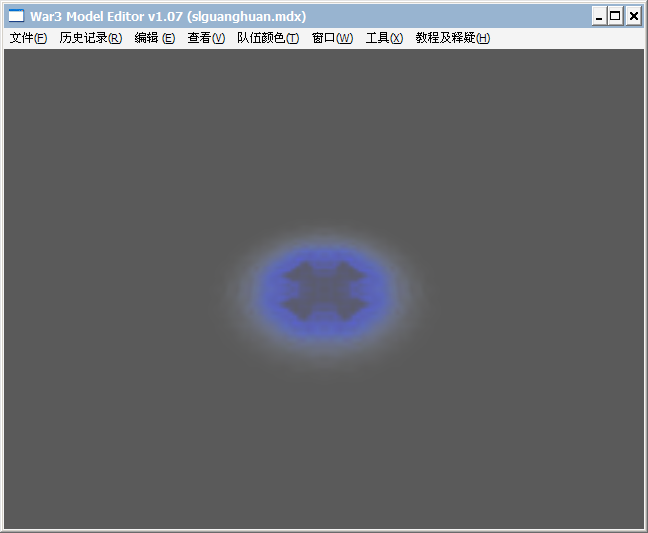 War3 Model Editor v1.07 (slguanghuan.mdx)
文件(F) 历史记录(R) 编辑 (E) 查看(V) 队伍颜色(T) 窗口(W) 工具(X) 教程及释疑(H)